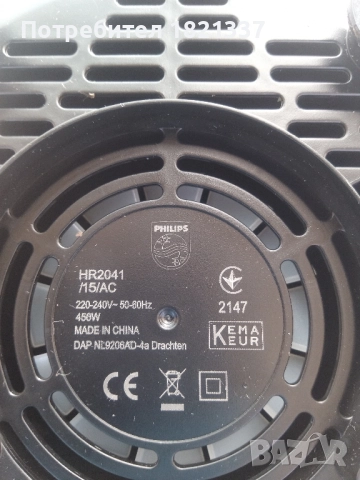 Потребител 1821337
PHILIPS
HR2041
/15/AC
220-240V~ 50-60Hz
450W
MADE IN CHINA
DAP NL9206AD-4a Drachten
2147
KEMA
KEUR
CE
BAZAR